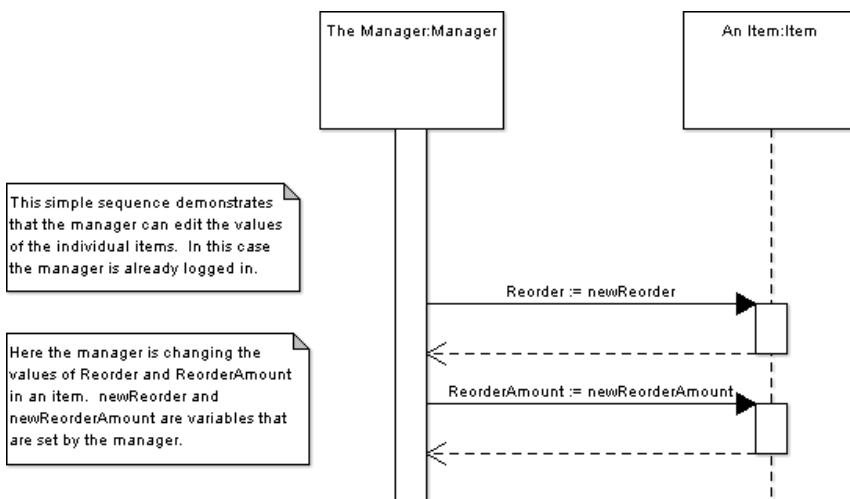 The Manager:Manager
An Item:Item
This simple sequence demonstrates
that the manager can edit the values
of the individual items. In this case
the manager is already logged in.
Reorder := newReorder
Here the manager is changing the
values of Reorder and ReorderAmount
in an item. newReorder and
newReorderAmount are variables that
are set by the manager.
ReorderAmount := newReorderAmount